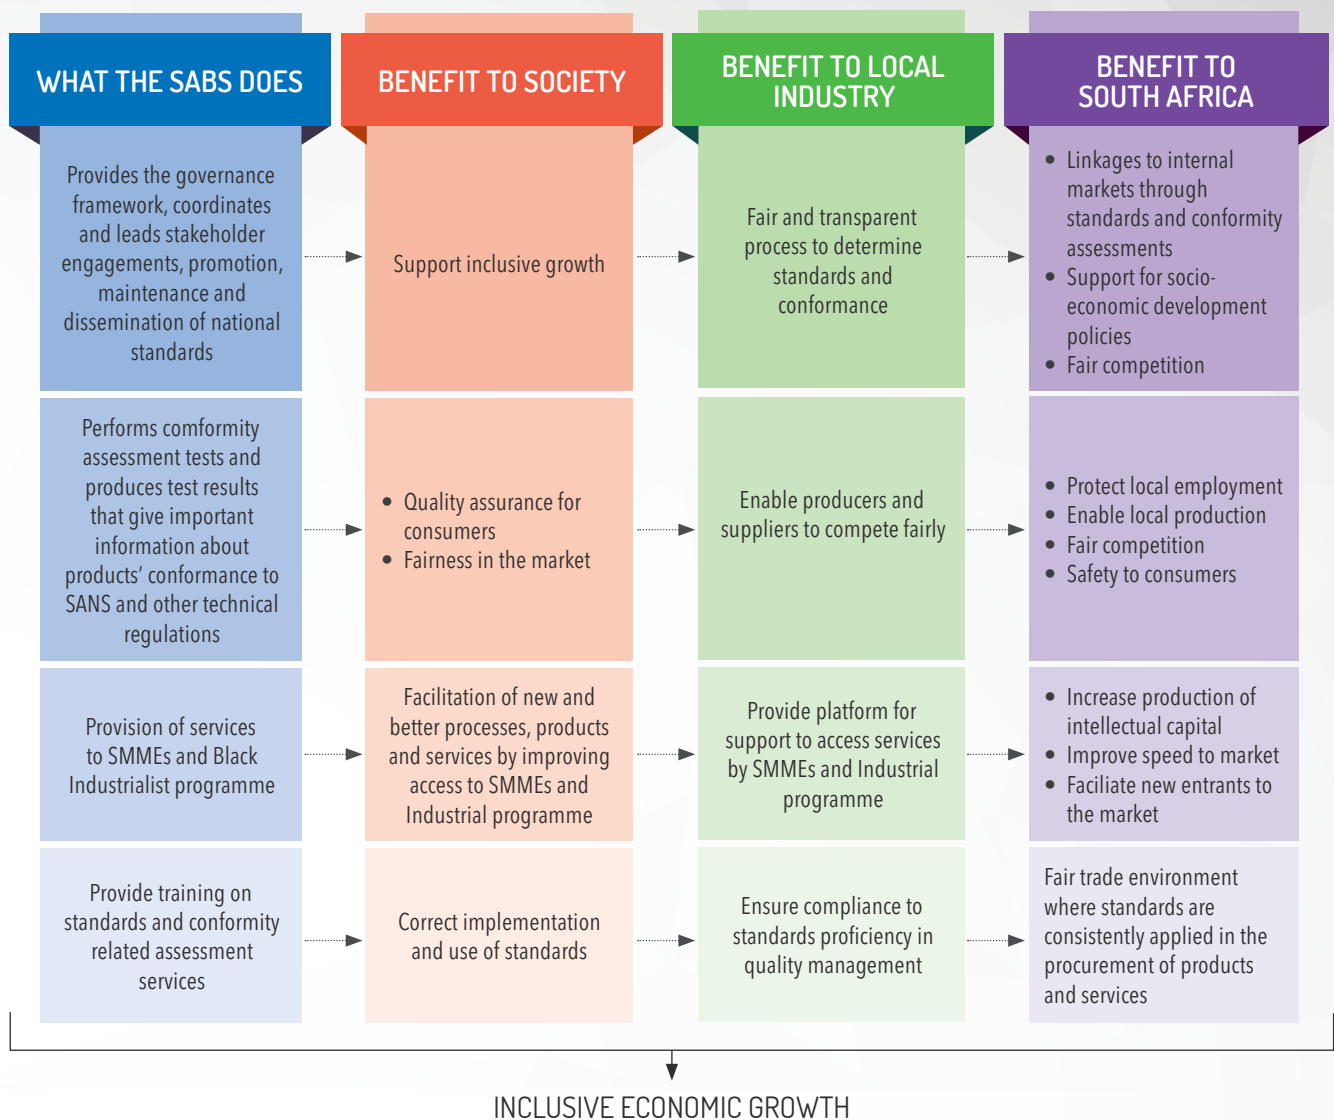 WHAT THE SABS DOES
BENEFIT TO SOCIETY
BENEFIT TO LOCAL
INDUSTRY
BENEFIT TO
SOUTH AFRICA
Provides the governance
framework, coordinates
and leads stakeholder
engagements, promotion,
maintenance and
dissemination of national
standards
Support inclusive growth
Fair and transparent
process to determine
standards and
conformance
• Linkages to internal
markets through
standards and conformity
assessments
• Support for socio-
economic development
policies
• Fair competition
Performs comformity
assessment tests and
produces test results
that give important
information about
products' conformance to
SANS and other technical
regulations
• Quality assurance for
consumers
• Fairness in the market
Enable producers and
suppliers to compete fairly
• Protect local employment
• Enable local production
• Fair competition
• Safety to consumers
Provision of services
to SMMEs and Black
Industrialist programme
Facilitation of new and
better processes, products
and services by improving
access to SMMEs and
Industrial programme
Provide platform for
support to access services
by SMMEs and Industrial
programme
• Increase production of
intellectual capital
• Improve speed to market
• Faciliate new entrants to
the market
Provide training on
standards and conformity
related assessment
services
Correct implementation
and use of standards
Ensure compliance to
standards proficiency in
quality management
Fair trade environment
where standards are
consistently applied in the
procurement of products
and services
INCLUSIVE ECONOMIC GROWTH